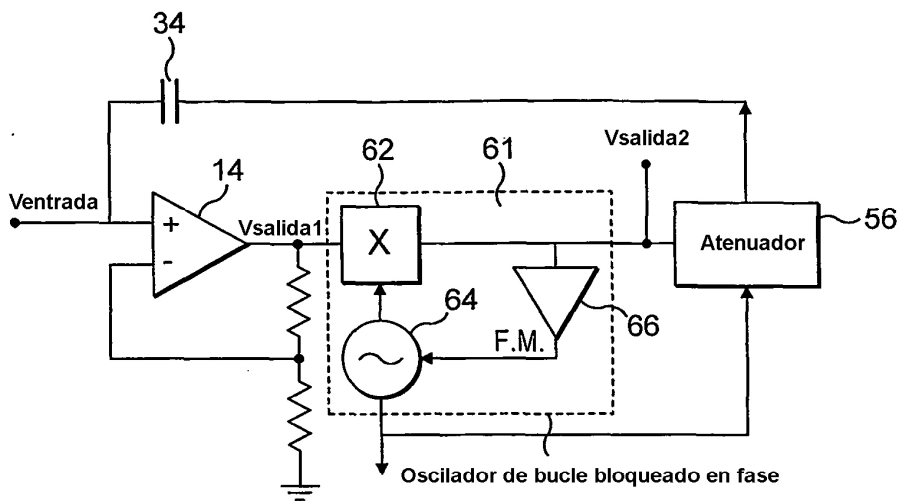 34
Vsalida2
62
61
14
Ventrada
Vsalida1
+
-
X
Atenuador
56
64
66
F.M.
Oscilador de bucle bloqueado en fase